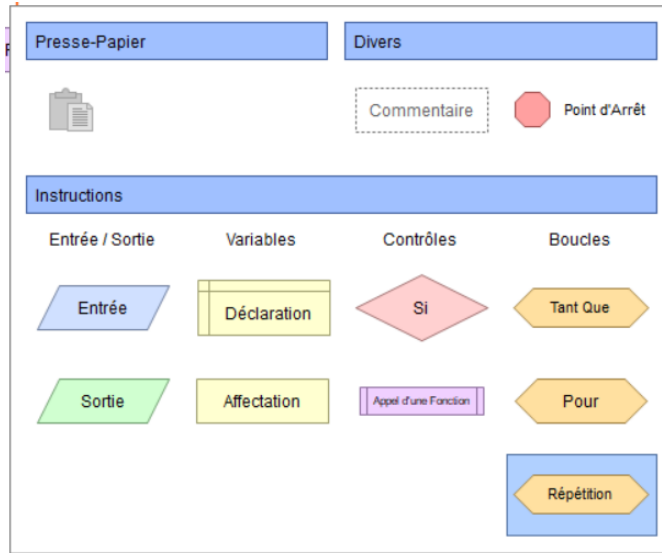 Presse-Papier
Divers
Commentaire
Point d'Arrêt
Instructions
Entrée / Sortie
Variables
Contrôles
Boucles
Entrée
Déclaration
Si
Tant Que
Sortie
Affectation
Appel d'une Fonction
Pour
Répétition